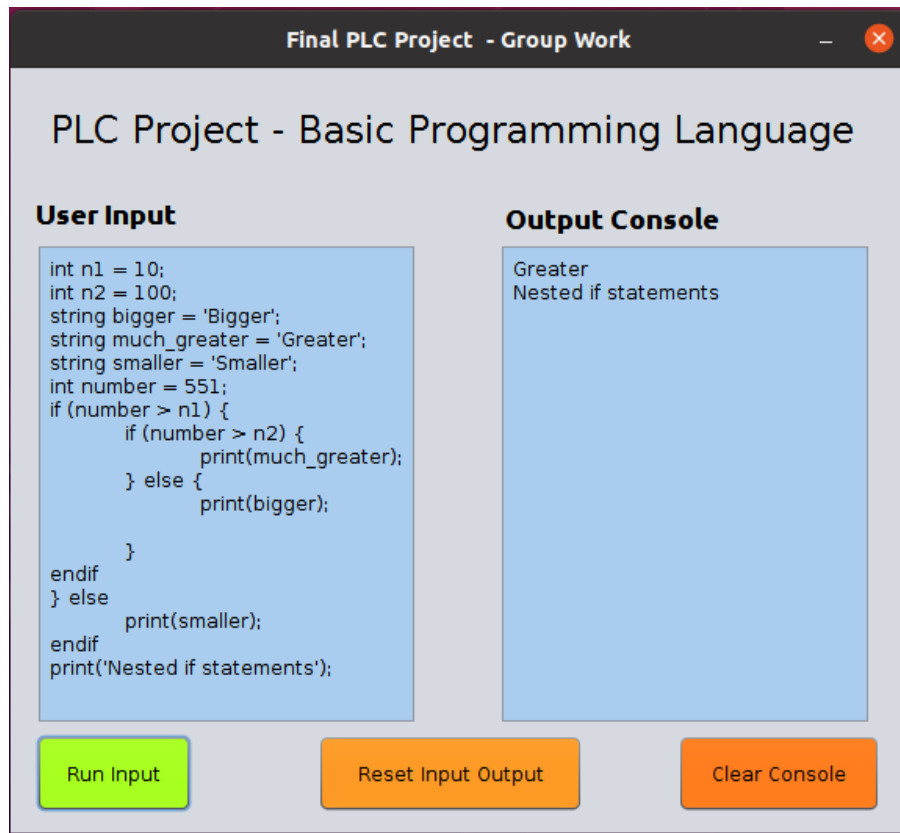 Final PLC Project - Group Work
PLC Project - Basic Programming Language
User Input
int n1 = 10;
int n2 = 100;
string bigger = 'Bigger';
string much_greater = 'Greater';
string smaller = 'Smaller';
int number = 551;
if (number > n1) {
if (number > n2) {
print(much_greater);
} else {
print(bigger);
}
endif
} else
print(smaller);
endif
print('Nested if statements');
Output Console
Greater
Nested if statements
Run Input
Reset Input Output
Clear Console